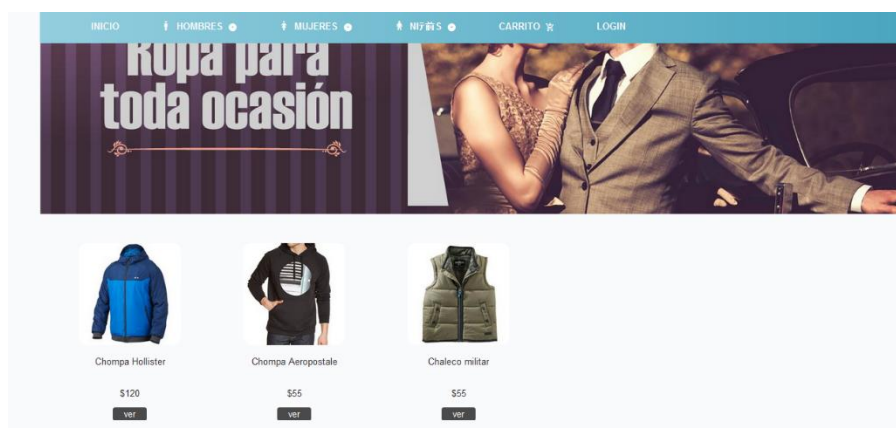 INICIO HOMBRES MUJERES CARRITO LOGIN
Ropa para
toda ocasión
Chompa Hollister Chompa Aeropostale Chaleco militar
$120 $55 $55
ver ver ver